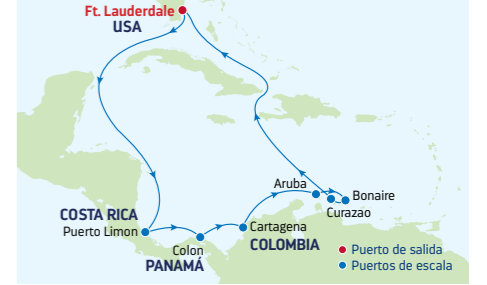 Ft. Lauderdale
USA
Aruba
Bonaire
Curazao
COSTA RICA
Puerto Limon
Cartagena
COLOMBIA
Colon
PANAMÁ
Puerto de salida
Puertos de escala